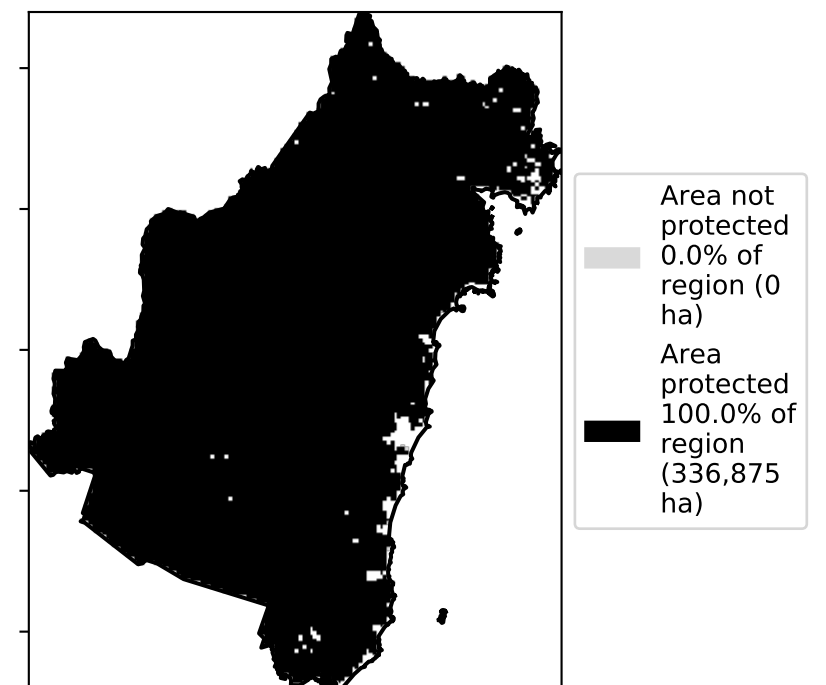 Area not
protected
0.0% of
region (0
ha)
Area
protected
100.0% of
region
(336,875
ha)